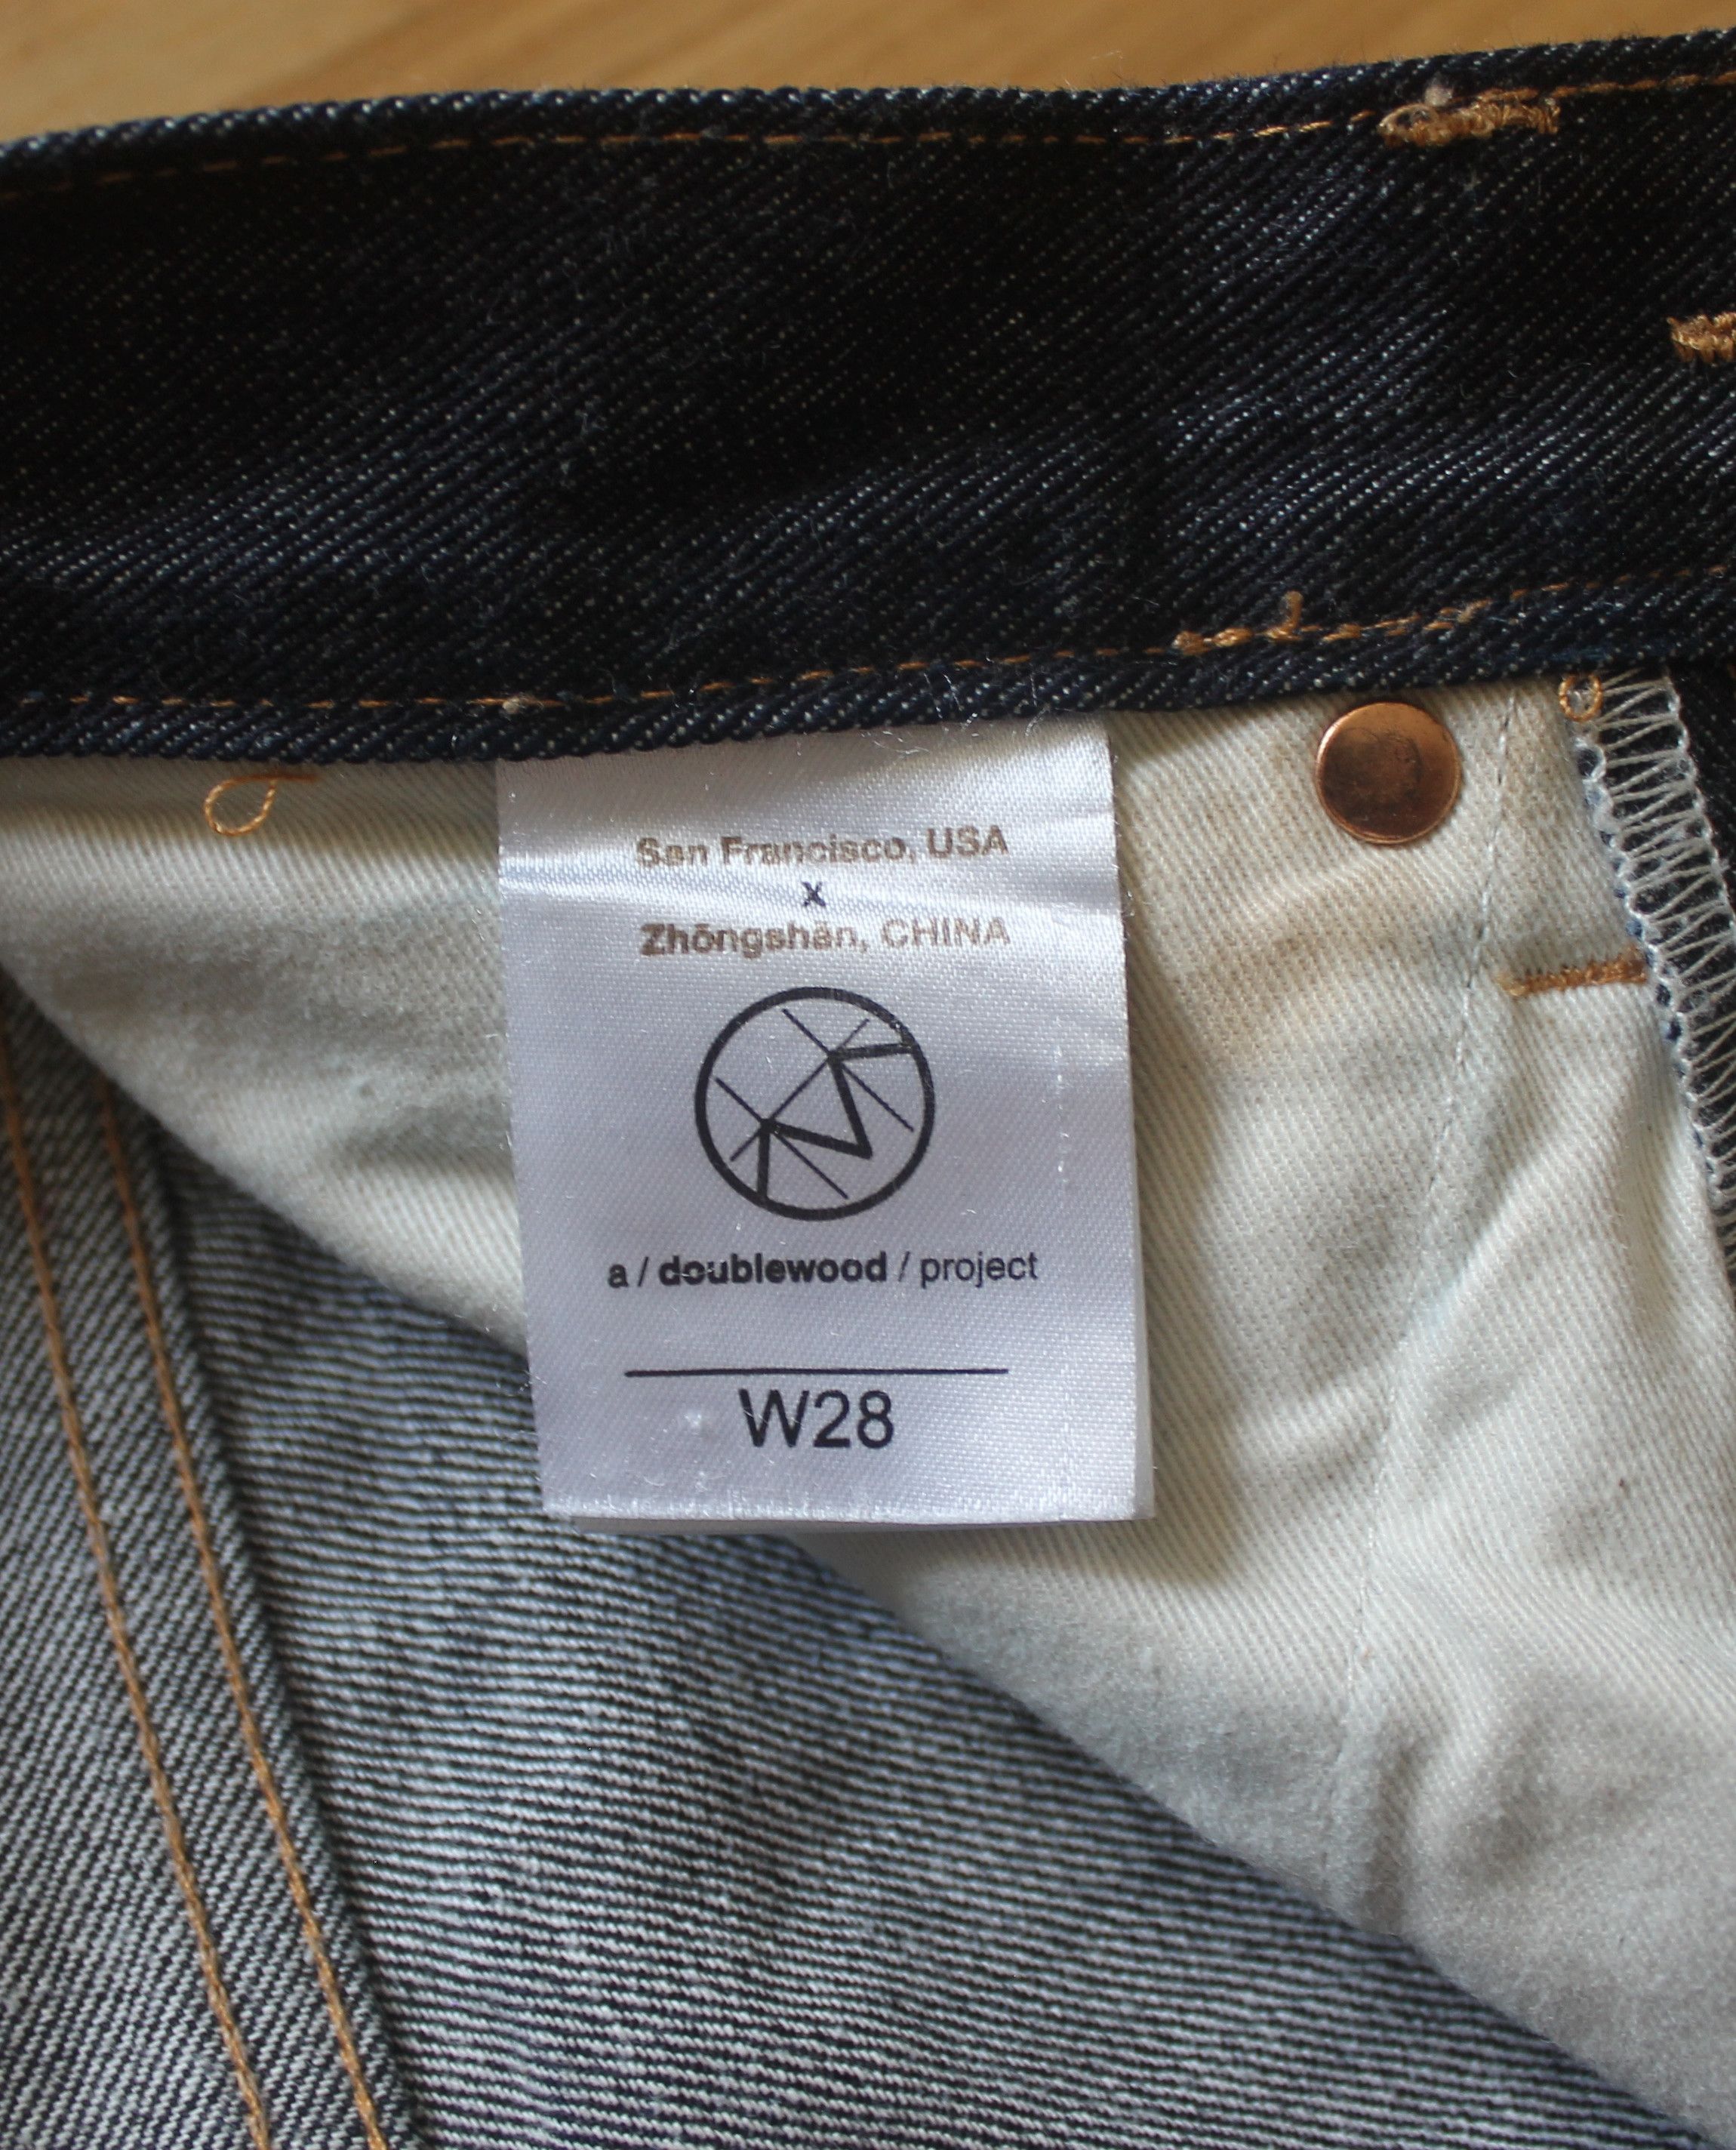 San Francisco, USA
x
Zhōngshān, CHINA
a / doublewood / project
W28